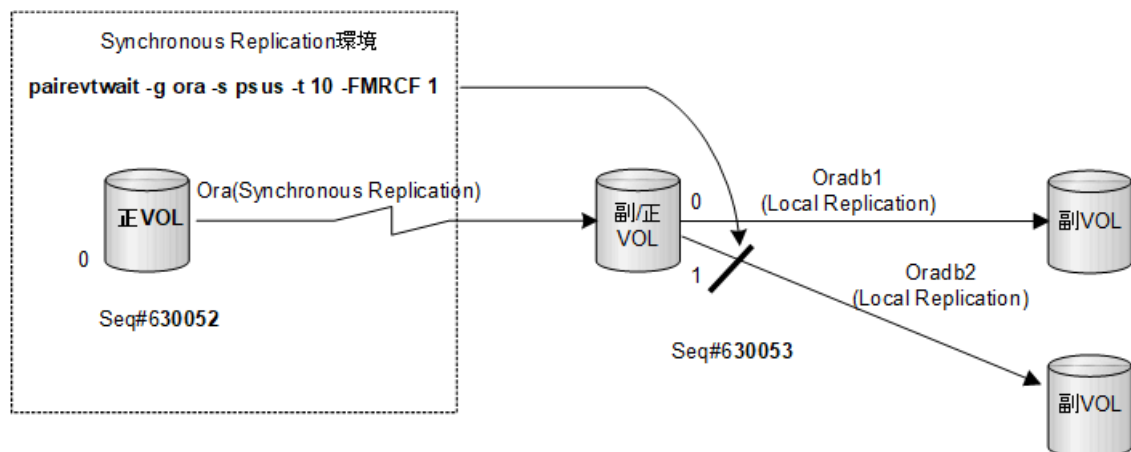 Synchronous Replication環境
pairevtwait -g ora -s psus -t 10 -FMRCF 1
Ora(Synchronous Replication)
正VOL
0
Seq#630052
副/正
VOL
0
1
Seq#630053
Oradb1
(Local Replication)
副VOL
Oradb2
(Local Replication)
副VOL